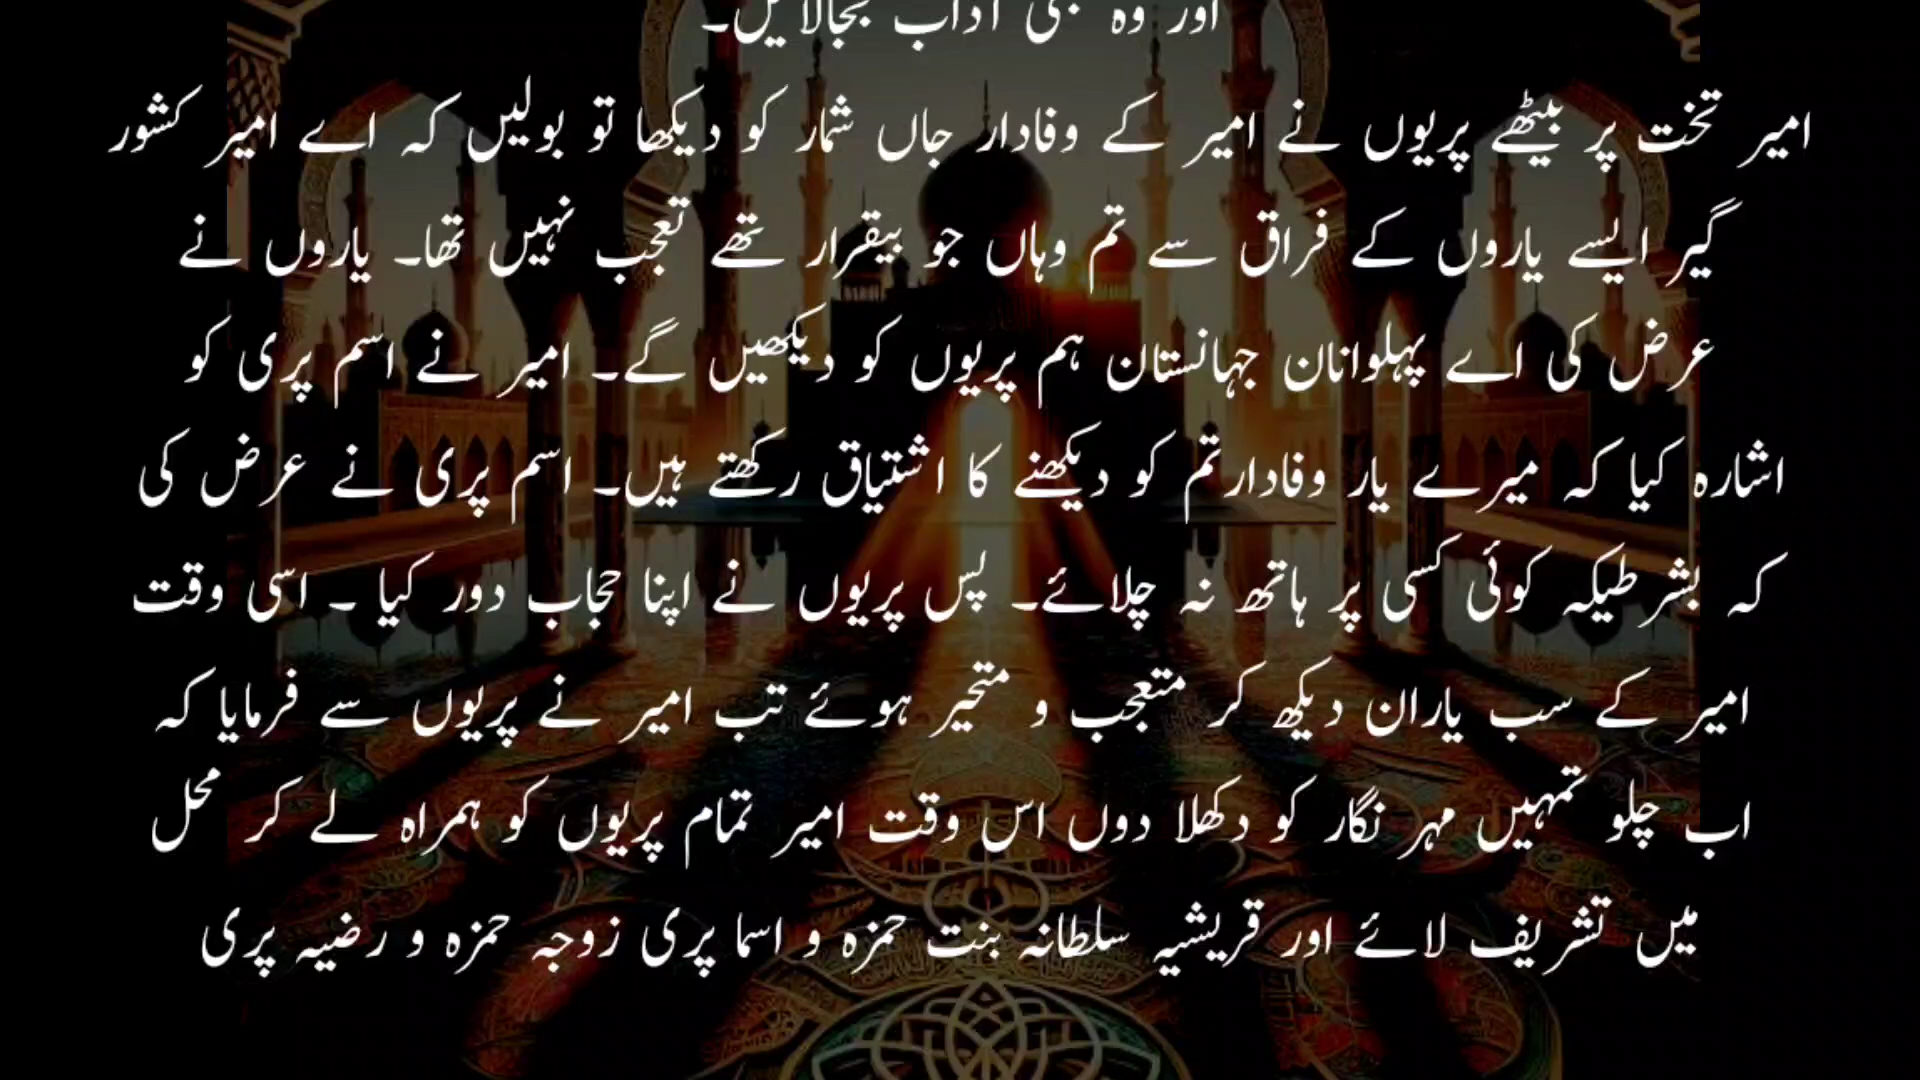 اور وہ بھی آداب بجالائیں۔
امیر تخت پر بیٹھے پریوں نے امیر کے وفادار جاں شمار کو دیکھا تو بولیں کہ اے امیر کشور
گیر ایسے یاروں کے فراق سے تم وہاں جو بیقرار تھے تعجب نہیں تھا۔ یاروں نے
عرض کی اے پہلوانان جہانستان ہم پریوں کو دیکھیں گے۔ امیر نے اسم پری کو
اشارہ کیا کہ میرے یار وفادارتم کو دیکھنے کا اشتیاق رکھتے ہیں۔ اسم پری نے عرض کی
کہ بشرطیکہ کوئی کسی پر ہاتھ نہ چلائے۔ پس پریوں نے اپنا حجاب دور کیا ۔ اسی وقت
امیر کے سب یاران دیکھ کر متعجب و متحیر ہوئے تب امیر نے پریوں سے فرمایا کہ
اب چلو تمہیں مہر نگار کو دکھلا دوں اس وقت امیر تمام پریوں کو ہمراہ لے کر محل
میں تشریف لائے اور قریشیہ سلطانہ بنت حمزہ و اسما پری زوجہ حمزہ و رضیہ پری